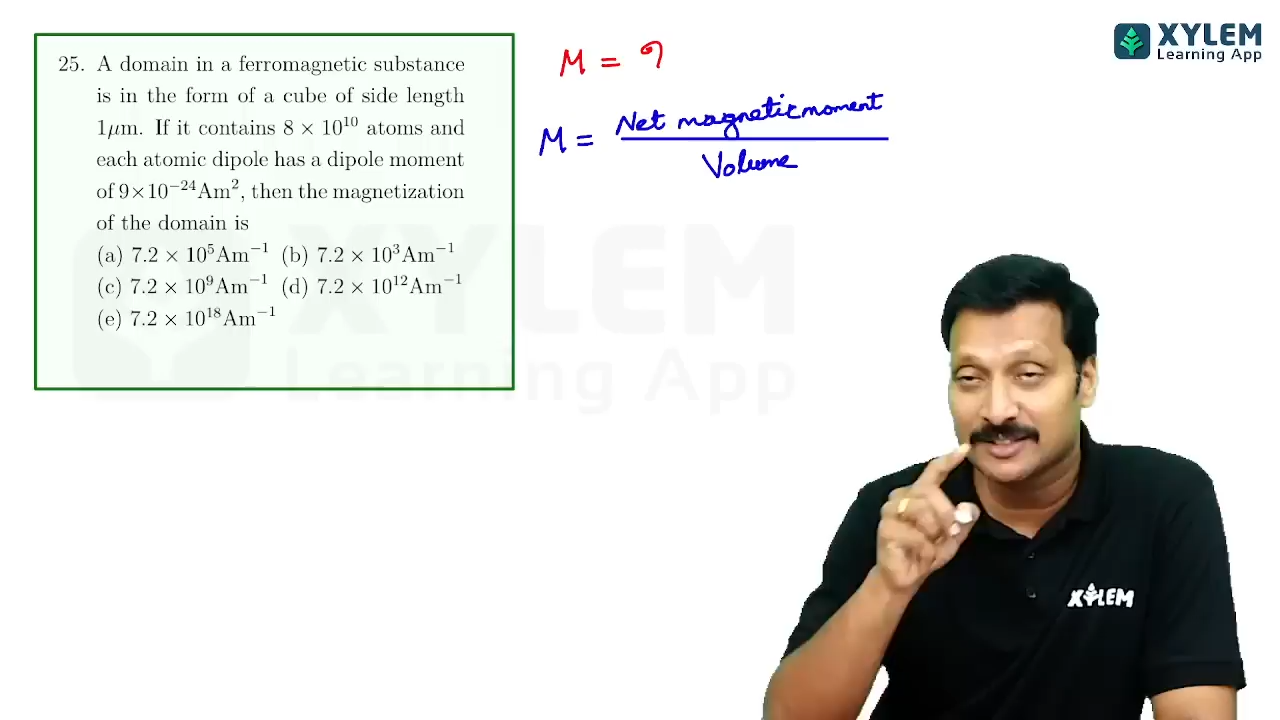 XYLEM
Learning App
25. A domain in a ferromagnetic substance
is in the form of a cube of side length
1μm. If it contains 8 × 10¹⁰ atoms and
each atomic dipole has a dipole moment
of 9×10⁻²⁴Am², then the magnetization
of the domain is
(a) 7.2 × 10⁵Am⁻¹ (b) 7.2 × 10³Am⁻¹
(c) 7.2 × 10⁹Am⁻¹ (d) 7.2 × 10¹²Am⁻¹
(e) 7.2 × 10¹⁸Am⁻¹
M = ?
M = Net magnetic moment
Volume
XYLEM
Learning App
XYLEM